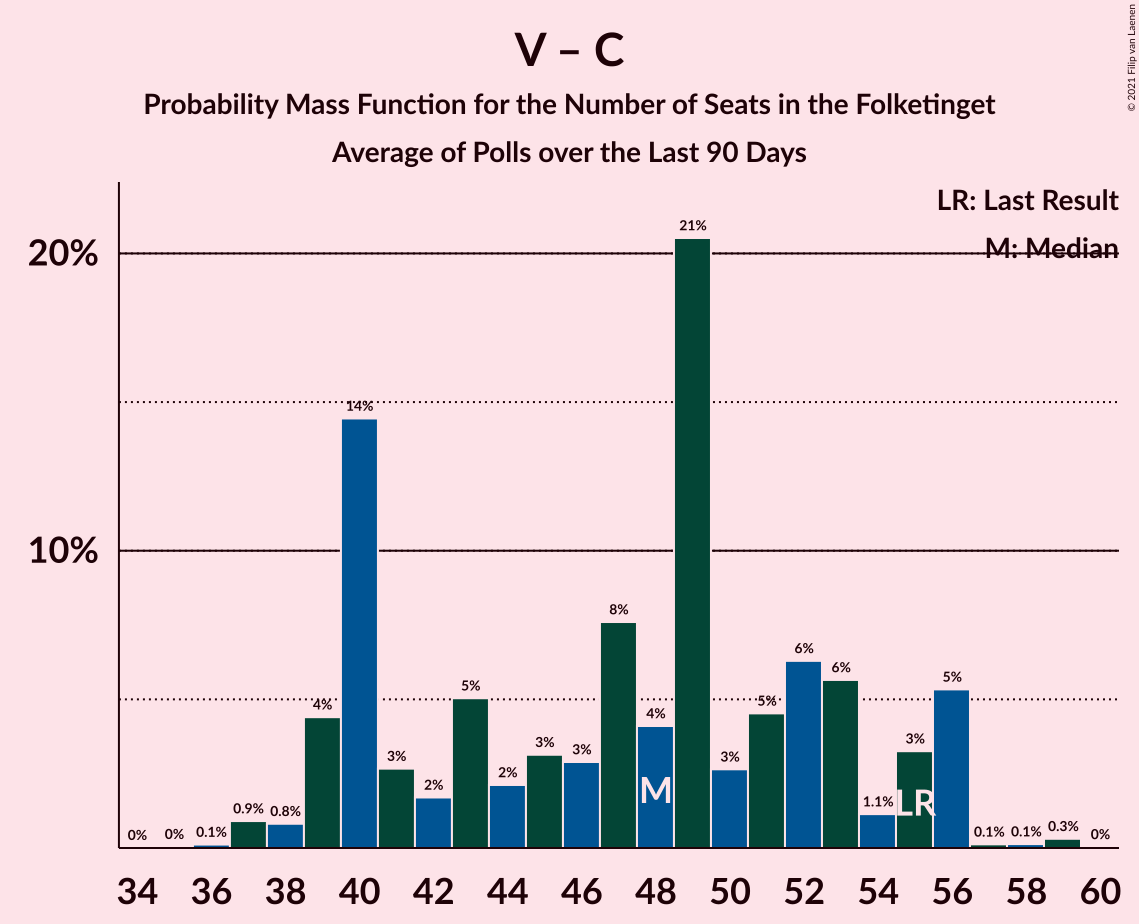 V – C
Probability Mass Function for the Number of Seats in the Folketinget
Average of Polls over the Last 90 Days
© 2021 Filip van Laenen
LR: Last Result
M: Median
20%
10%
0% 0% 0.1% 0.9% 0.8% 4% 14% 3% 2% 5% 2% 3% 3% 8% 4% 21% 3% 5% 6% 6% 1.1% 3% 5% 0.1% 0.1% 0.3% 0%
M LR
34 36 38 40 42 44 46 48 50 52 54 56 58 60